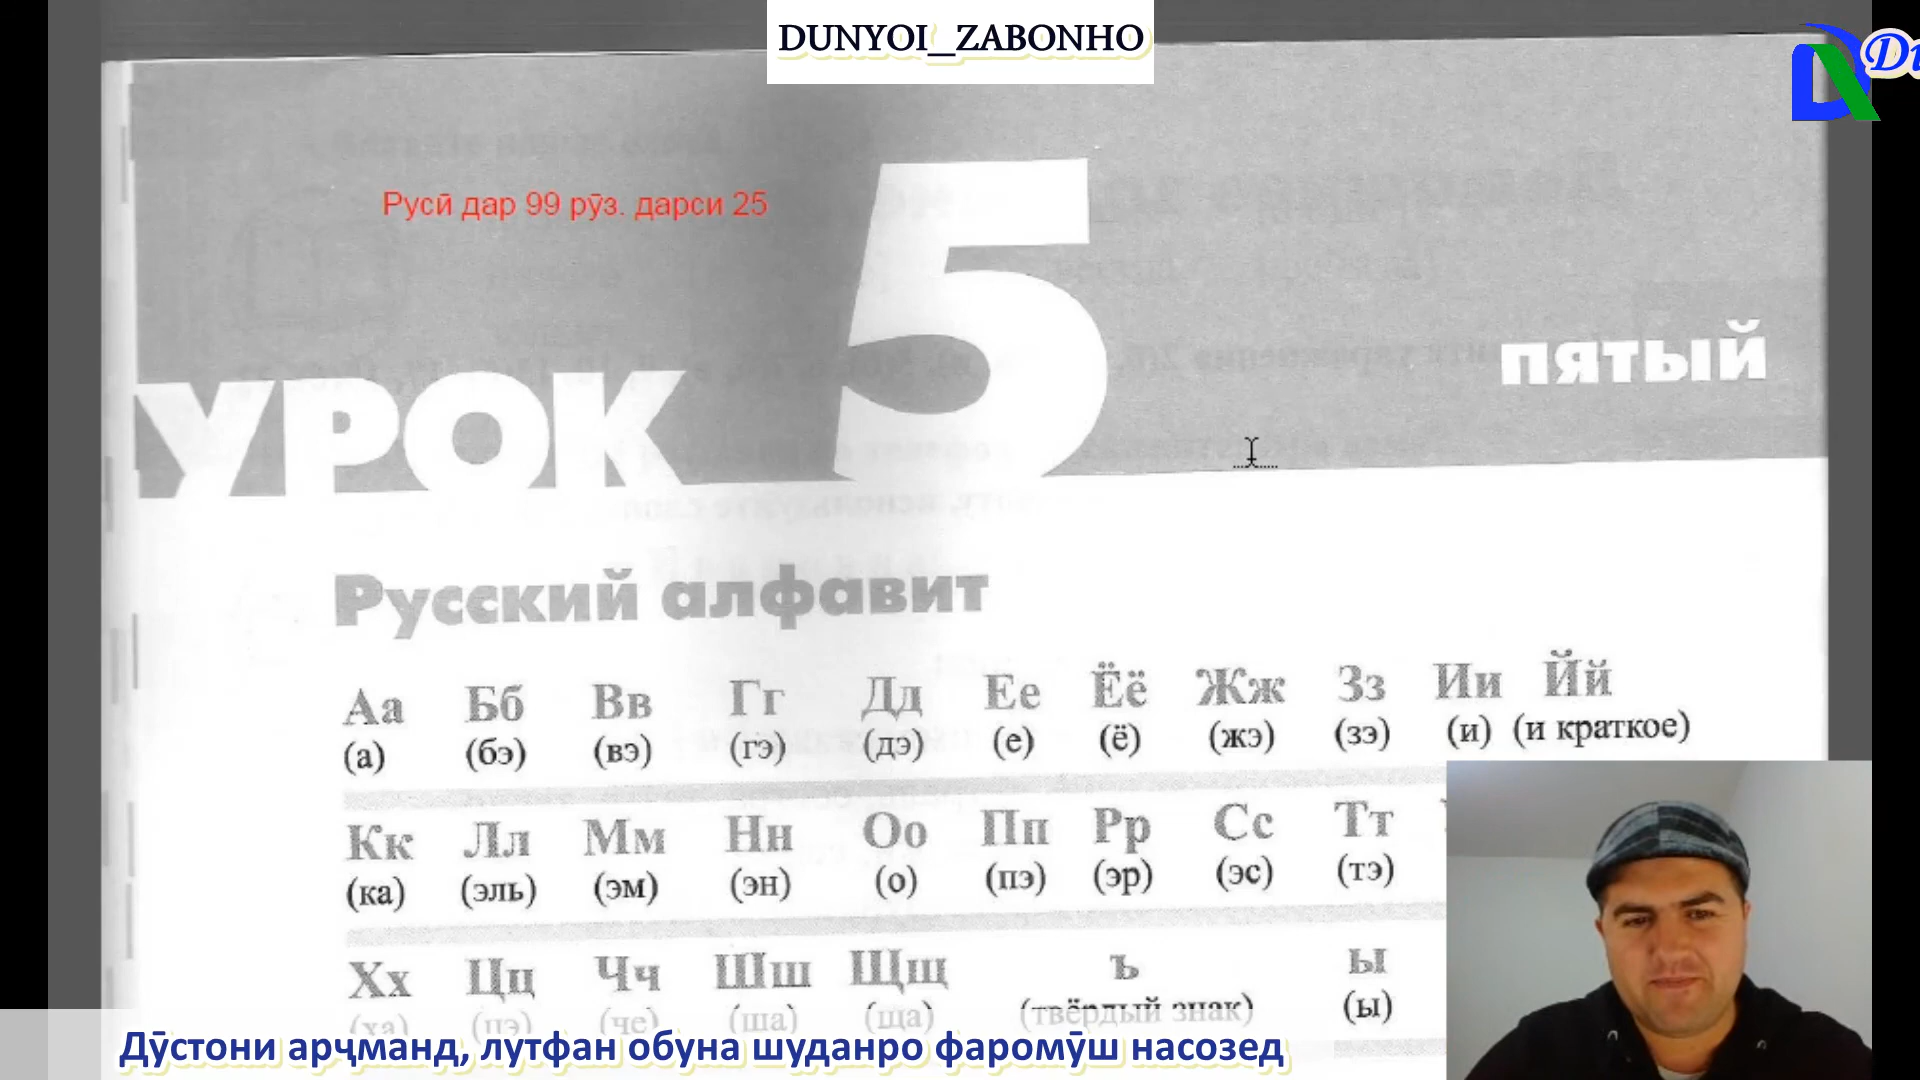 DUNYOI_ZABONHO
Русӣ дар 99 рӯз. дарси 25
УРОК 5 ПЯТЫЙ
Русский алфавит
Аа Бб Вв Гг Дд Ее Ёё Жж Зз Ии Йй
(а) (бэ) (вэ) (гэ) (дэ) (е) (ё) (жэ) (зэ) (и) (и краткое)
Кк Лл Мм Нн Оо Пп Рр Сс Тт
(ка) (эль) (эм) (эн) (о) (пэ) (эр) (эс) (тэ)
Хх Цц Чч Шш Щщ ъ ы
(ха) (цэ) (че) (ша) (ща) (твёрдый знак) (ы)
Дӯстони арҷманд, лутфан обуна шуданро фаромӯш насозед